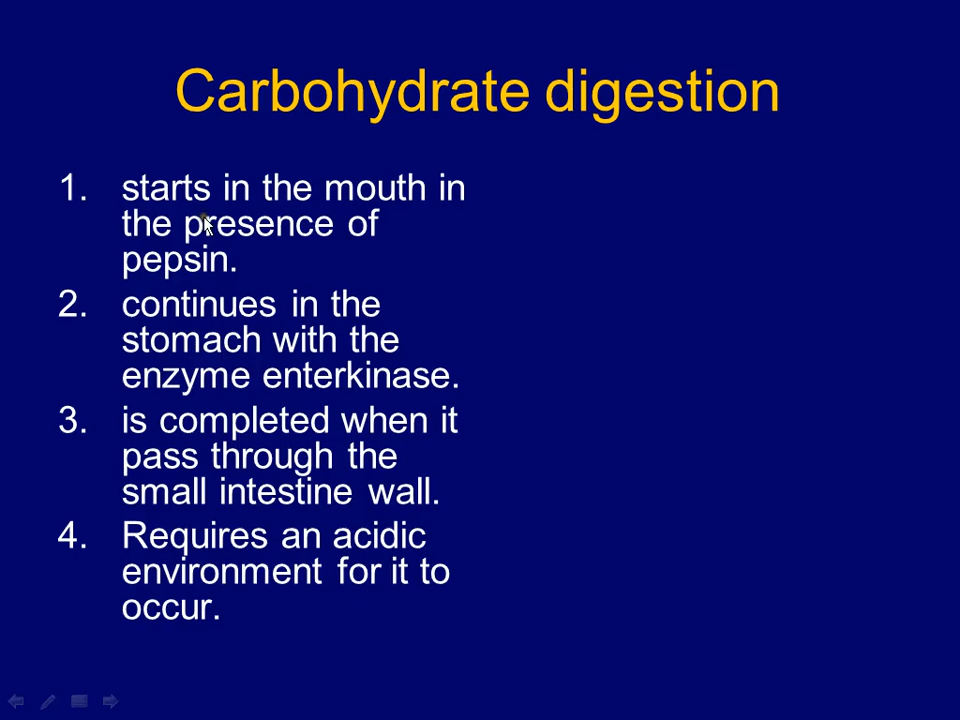 Carbohydrate digestion
1. starts in the mouth in
the presence of
pepsin.
2. continues in the
stomach with the
enzyme enterkinase.
3. is completed when it
pass through the
small intestine wall.
4. Requires an acidic
environment for it to
occur.